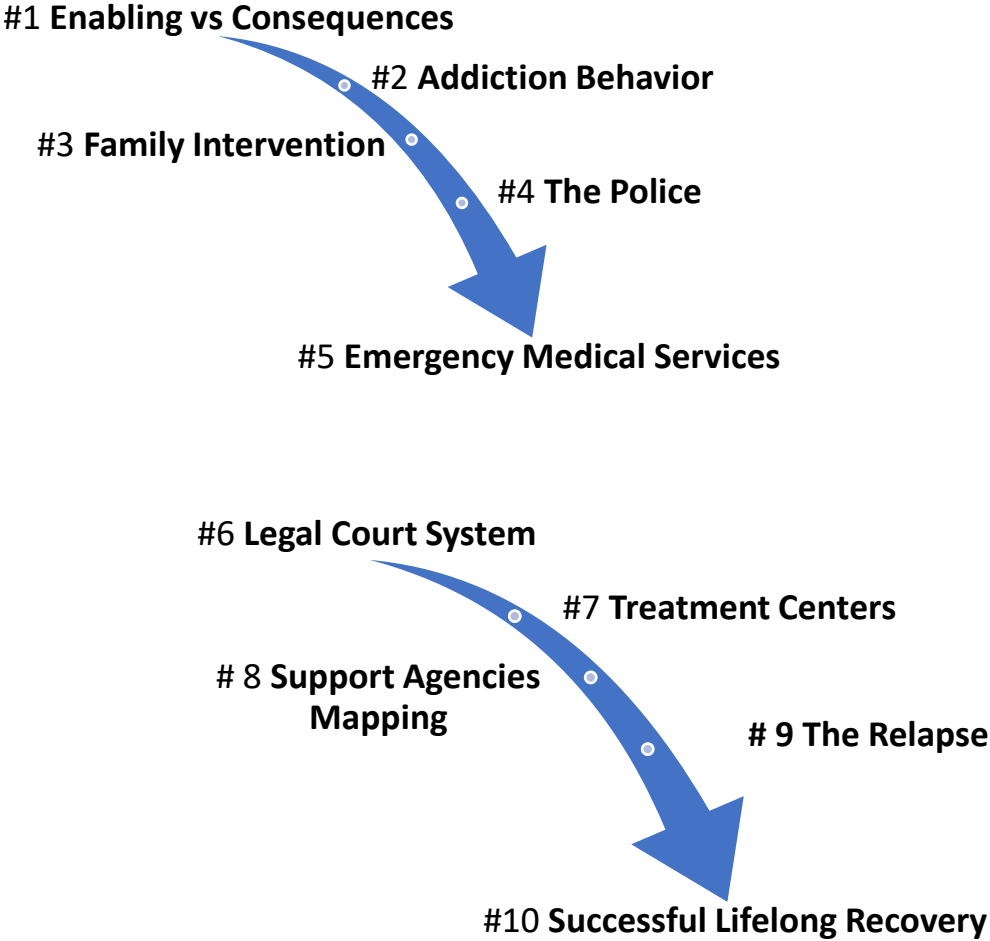 #1 Enabling vs Consequences
#2 Addiction Behavior
#3 Family Intervention
#4 The Police
#5 Emergency Medical Services
#6 Legal Court System
#7 Treatment Centers
# 8 Support Agencies
Mapping
# 9 The Relapse
#10 Successful Lifelong Recovery